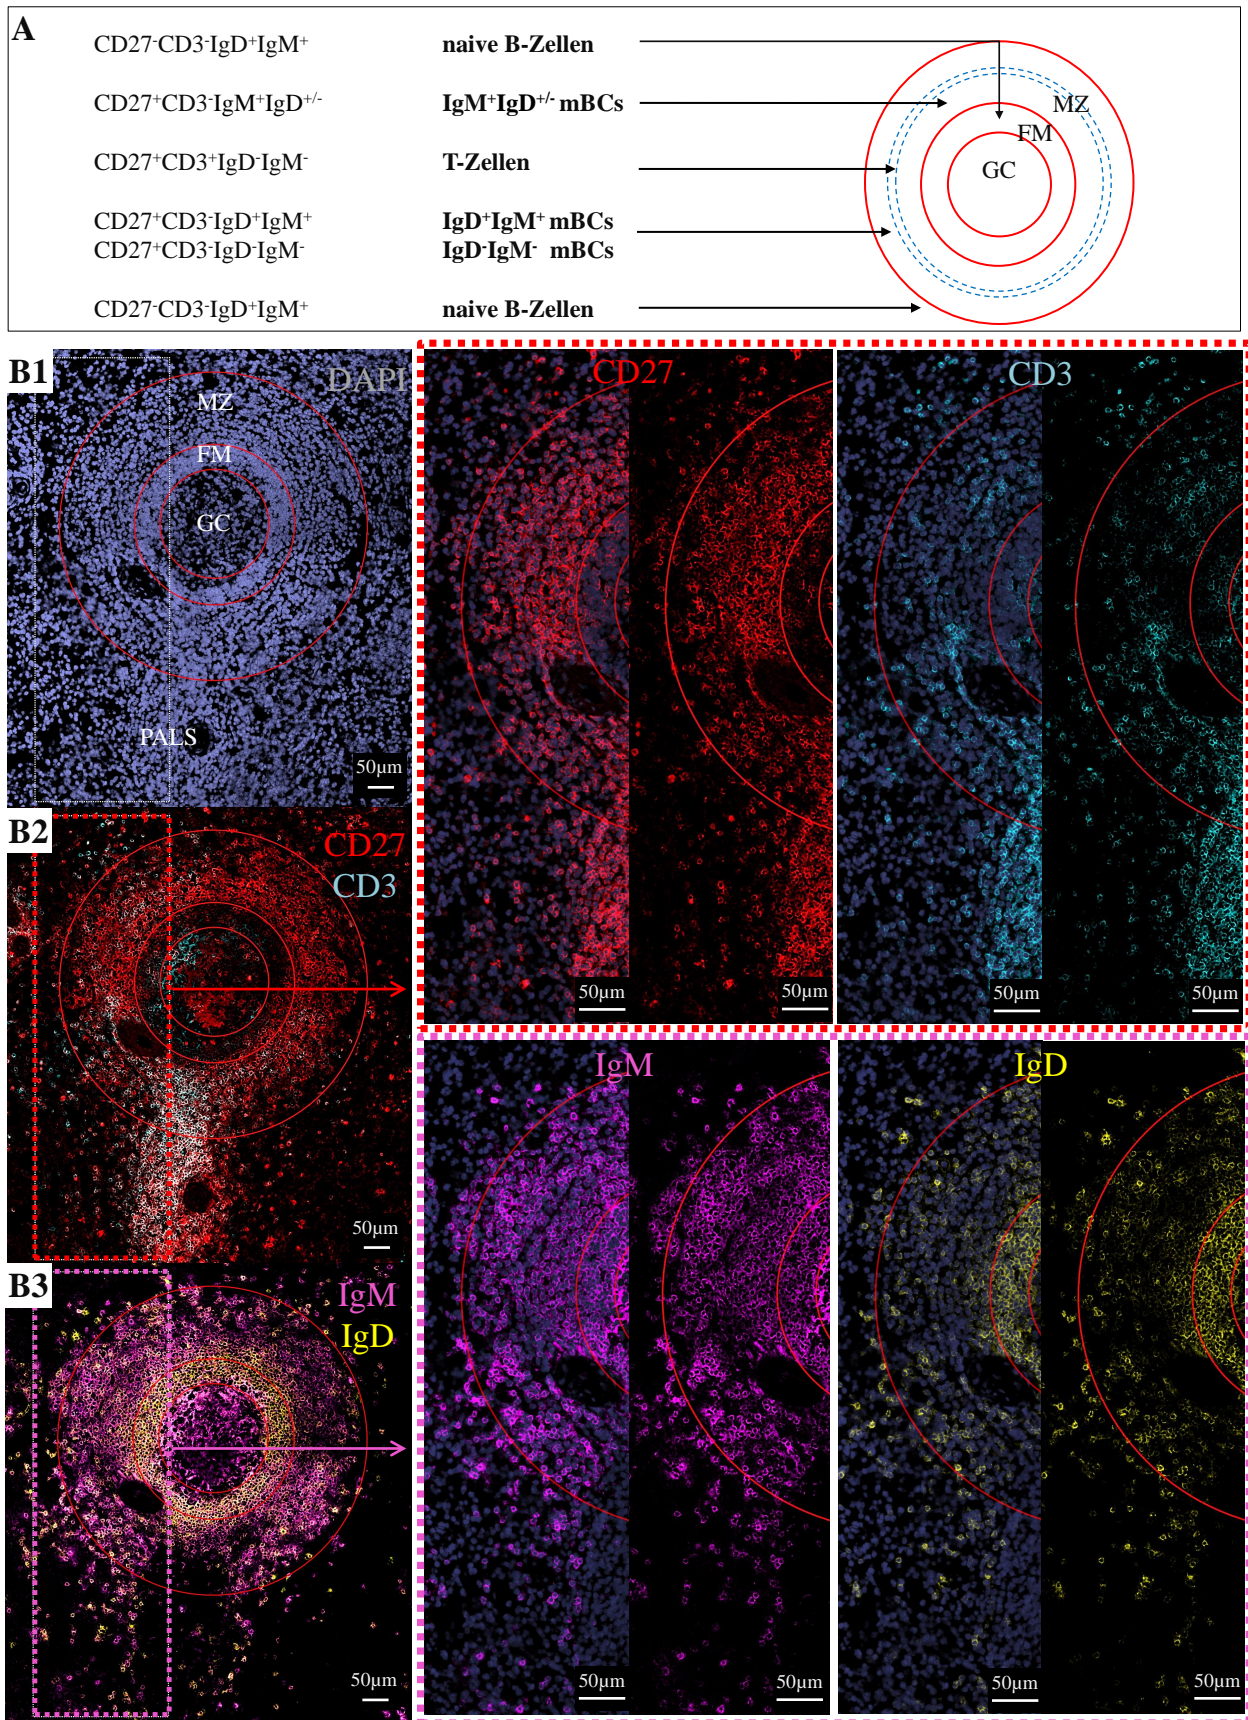 A
CD27⁻CD3⁻IgD⁺IgM⁺ naive B-Zellen
CD27⁺CD3⁻IgM⁺IgD⁺/⁻ IgM⁺IgD⁺/⁻ mBCs
CD27⁺CD3⁺IgD⁻IgM⁻ T-Zellen
CD27⁺CD3⁻IgD⁺IgM⁺ IgD⁺IgM⁺ mBCs
CD27⁺CD3⁻IgD⁻IgM⁻ IgD⁻IgM⁻ mBCs
CD27⁻CD3⁻IgD⁺IgM⁺ naive B-Zellen
MZ
FM
GC
B1
DAPI
MZ
FM
GC
PALS
50µm
CD27
50µm
50µm
CD3
50µm
50µm
B2
CD27
CD3
50µm
B3
IgM
IgD
50µm
IgM
50µm
50µm
IgD
50µm
50µm